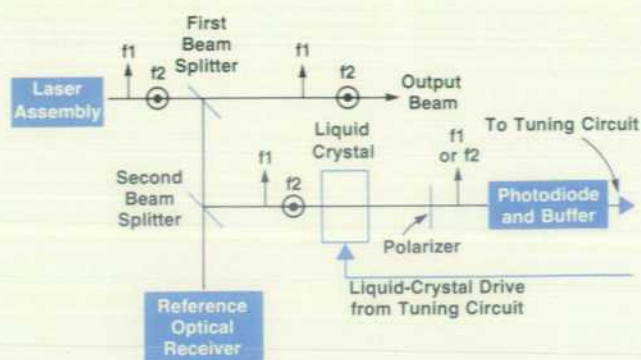 First
Beam
Splitter
f1
f2
f1
f2
Laser
Assembly
Output
Beam
Liquid
Crystal
f1
or f2
To Tuning Circuit
Second
Beam
Splitter
f1
f2
Photodiode
and Buffer
Polarizer
Liquid-Crystal Drive
from Tuning Circuit
Reference
Optical
Receiver